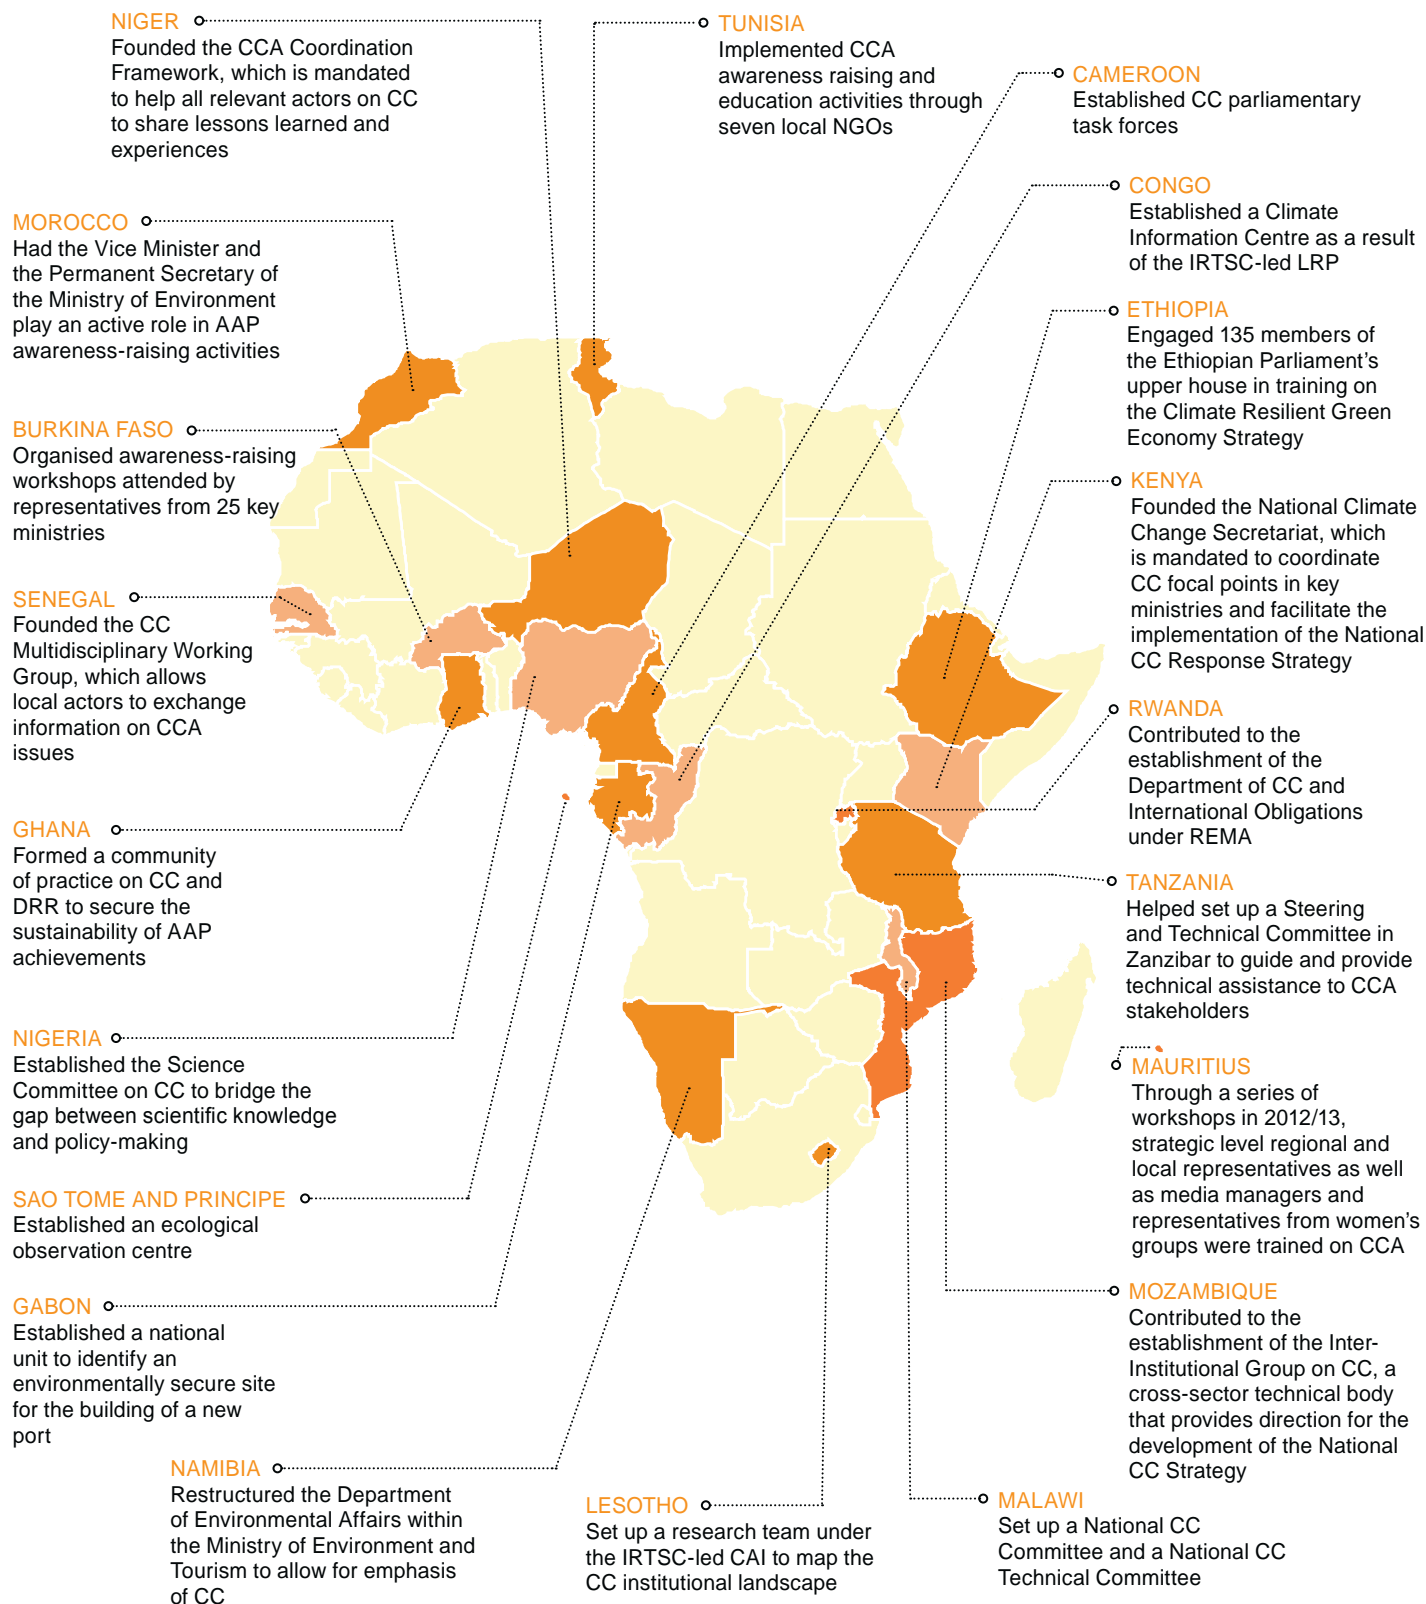 NIGER
Founded the CCA Coordination
Framework, which is mandated
to help all relevant actors on CC
to share lessons learned and
experiences
TUNISIA
Implemented CCA
awareness raising and
education activities through
seven local NGOs
CAMEROON
Established CC parliamentary
task forces
CONGO
Established a Climate
Information Centre as a result
of the IRTSC-led LRP
MOROCCO
Had the Vice Minister and
the Permanent Secretary of
the Ministry of Environment
play an active role in AAP
awareness-raising activities
ETHIOPIA
Engaged 135 members of
the Ethiopian Parliament's
upper house in training on
the Climate Resilient Green
Economy Strategy
BURKINA FASO
Organised awareness-raising
workshops attended by
representatives from 25 key
ministries
KENYA
Founded the National Climate
Change Secretariat, which
is mandated to coordinate
CC focal points in key
ministries and facilitate the
implementation of the National
CC Response Strategy
SENEGAL
Founded the CC
Multidisciplinary Working
Group, which allows
local actors to exchange
information on CCA
issues
RWANDA
Contributed to the
establishment of the
Department of CC and
International Obligations
under REMA
GHANA
Formed a community
of practice on CC and
DRR to secure the
sustainability of AAP
achievements
TANZANIA
Helped set up a Steering
and Technical Committee in
Zanzibar to guide and provide
technical assistance to CCA
stakeholders
NIGERIA
Established the Science
Committee on CC to bridge the
gap between scientific knowledge
and policy-making
MAURITIUS
Through a series of
workshops in 2012/13,
strategic level regional and
local representatives as well
as media managers and
representatives from women's
groups were trained on CCA
SAO TOME AND PRINCIPE
Established an ecological
observation centre
GABON
Established a national
unit to identify an
environmentally secure site
for the building of a new
port
MOZAMBIQUE
Contributed to the
establishment of the Inter-
Institutional Group on CC, a
cross-sector technical body
that provides direction for the
development of the National
CC Strategy
NAMIBIA
Restructured the Department
of Environmental Affairs within
the Ministry of Environment and
Tourism to allow for emphasis
of CC
LESOTHO
Set up a research team under
the IRTSC-led CAI to map the
CC institutional landscape
MALAWI
Set up a National CC
Committee and a National CC
Technical Committee